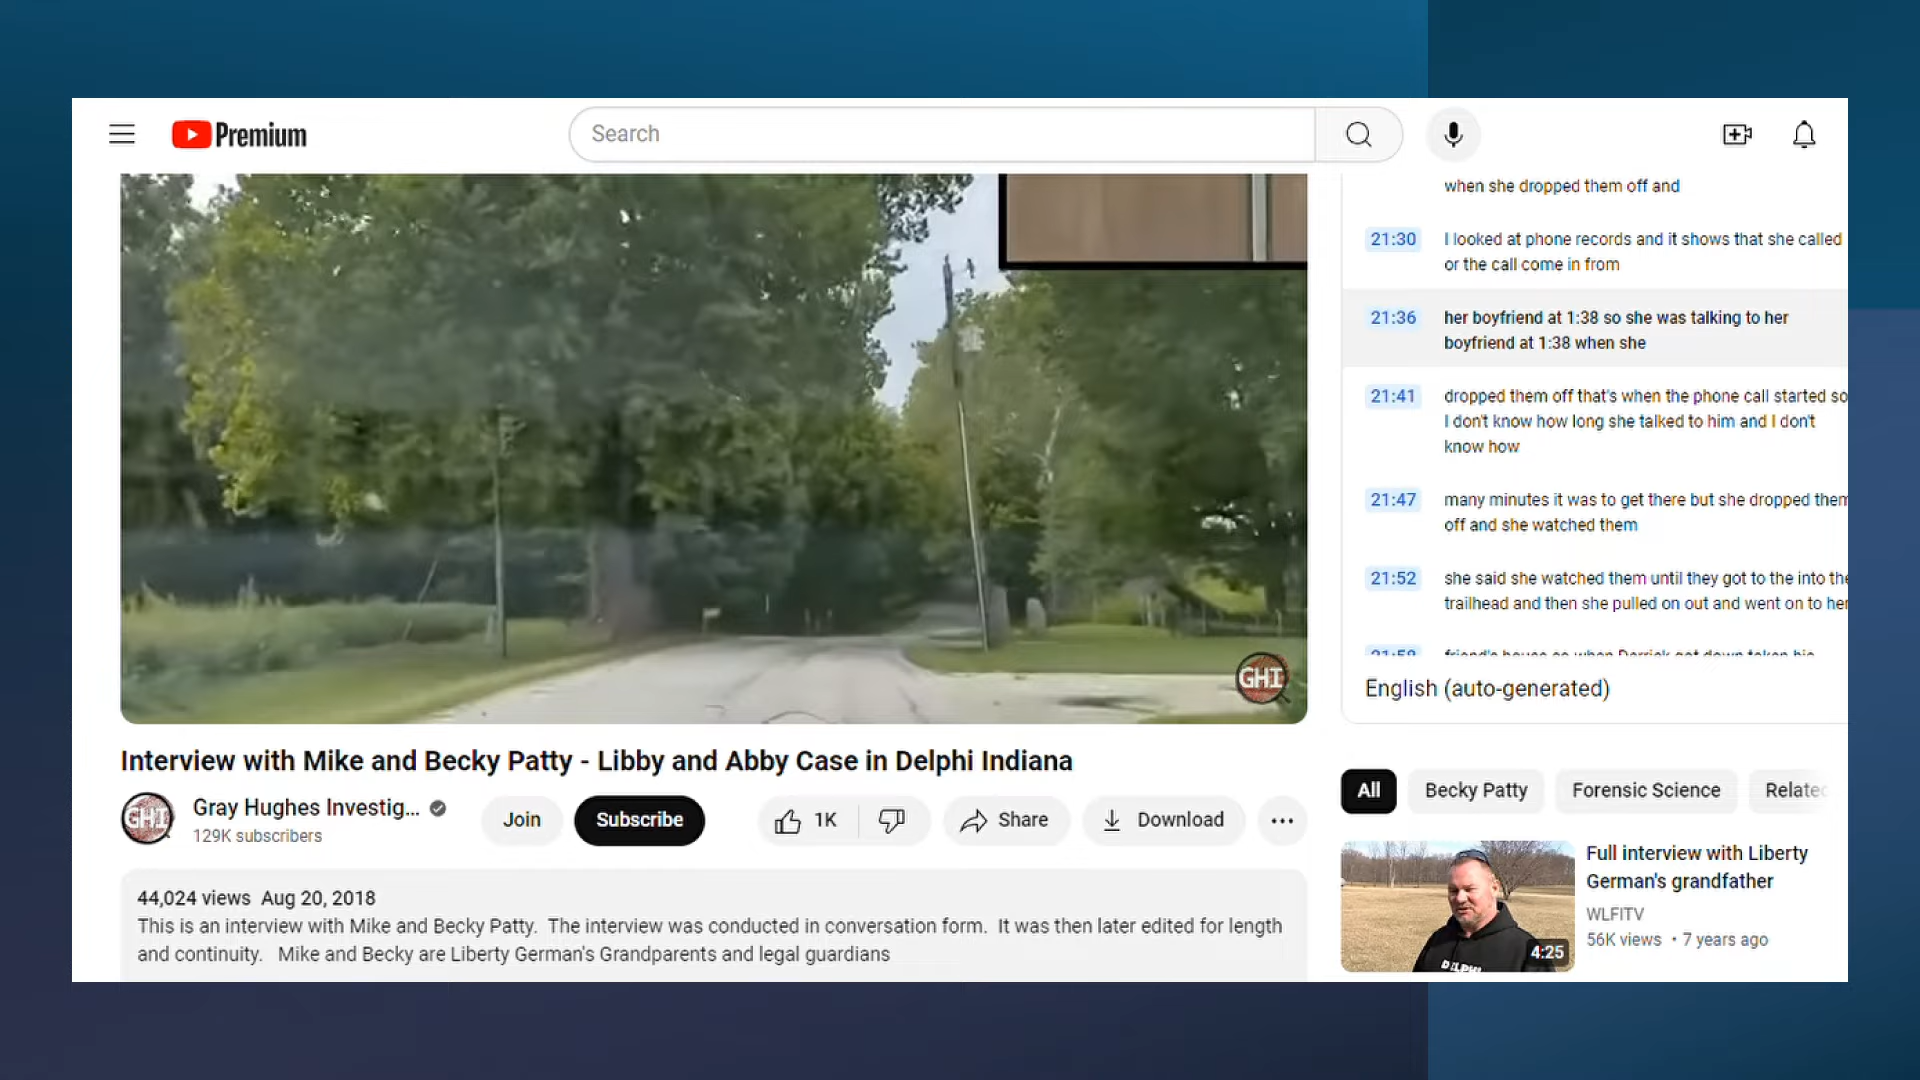 Premium
Search
when she dropped them off and
21:30
I looked at phone records and it shows that she called
or the call come in from
21:36
her boyfriend at 1:38 so she was talking to her
boyfriend at 1:38 when she
21:41
dropped them off that's when the phone call started so
I don't know how long she talked to him and I don't
know how
21:47
many minutes it was to get there but she dropped them
off and she watched them
21:52
she said she watched them until they got to the into the
trailhead and then she pulled on out and went on to her
English (auto-generated)
GHI
Interview with Mike and Becky Patty - Libby and Abby Case in Delphi Indiana
GHI
Gray Hughes Investig...
129K subscribers
Join
Subscribe
1K
Share
Download
All
Becky Patty
Forensic Science
Relate
44,024 views Aug 20, 2018
This is an interview with Mike and Becky Patty. The interview was conducted in conversation form. It was then later edited for length
and continuity. Mike and Becky are Liberty German's Grandparents and legal guardians
4:25
Full interview with Liberty
German's grandfather
WLFITV
56K views • 7 years ago